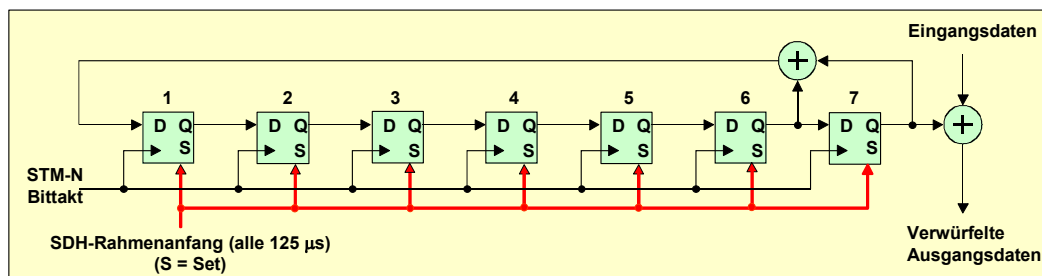 Eingangsdaten
+
1 2 3 4 5 6 7
D Q D Q D Q D Q D Q D Q D Q
+
S S S S S S S
STM-N
Bittakt
SDH-Rahmenanfang (alle 125 µs)
(S = Set)
Verwürfelte
Ausgangsdaten